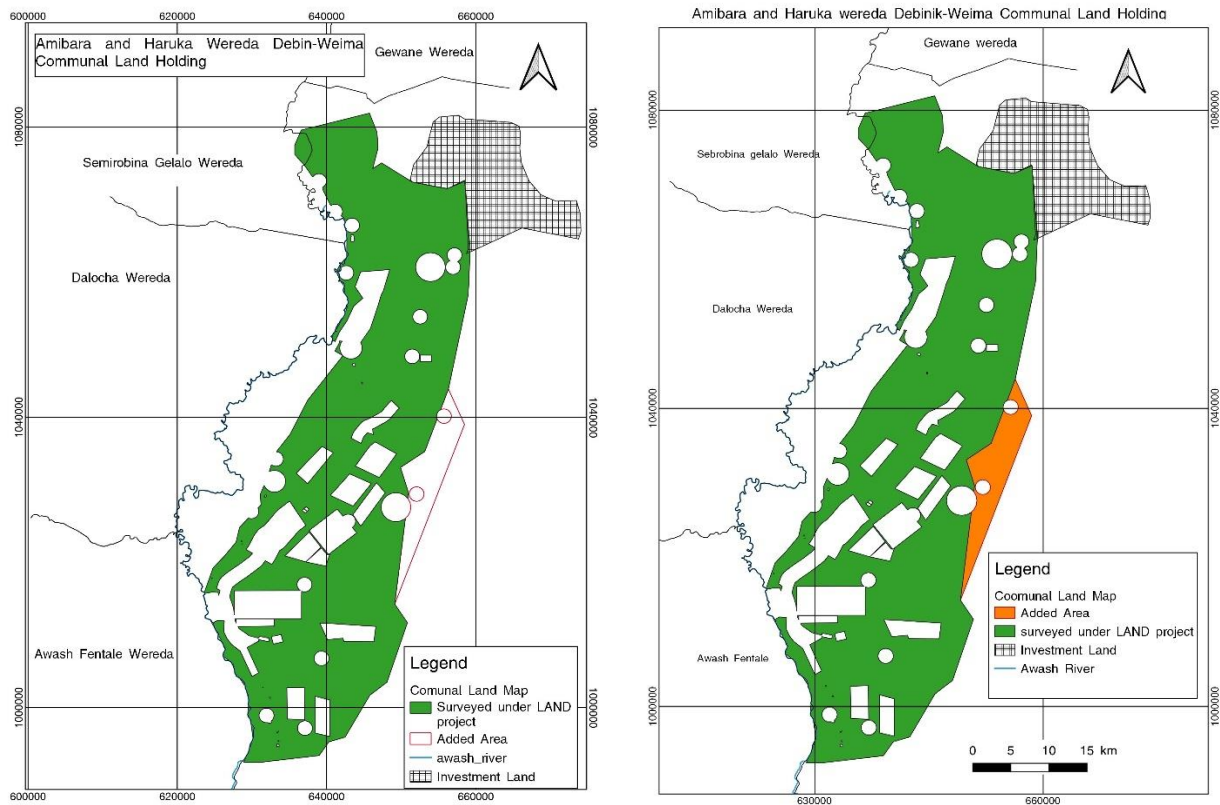 600000 620000 640000 660000
Amibara and Haruka Wereda Debin-Weima
Communal Land Holding
Gewane Wereda
1080000
1080000
Semirobina Gelalo Wereda
Dalocha Wereda
1040000
1040000
Awash Fentale Wereda
1000000
1000000
Legend
Comunal Land Map
Surveyed under LAND
project
Added Area
awash_river
Investment Land
600000 620000 640000 660000
Amibara and Haruka wereda Debinik-Weima Communal Land Holding
Gewane wereda
1080000
1080000
Sebrobina gelalo Wereda
Dalocha Wereda
1040000
1040000
Awash Fentale
1000000
1000000
Legend
Coomunal Land Map
Added Area
surveyed under LAND project
Investment Land
Awash River
0 5 10 15 km
630000 660000